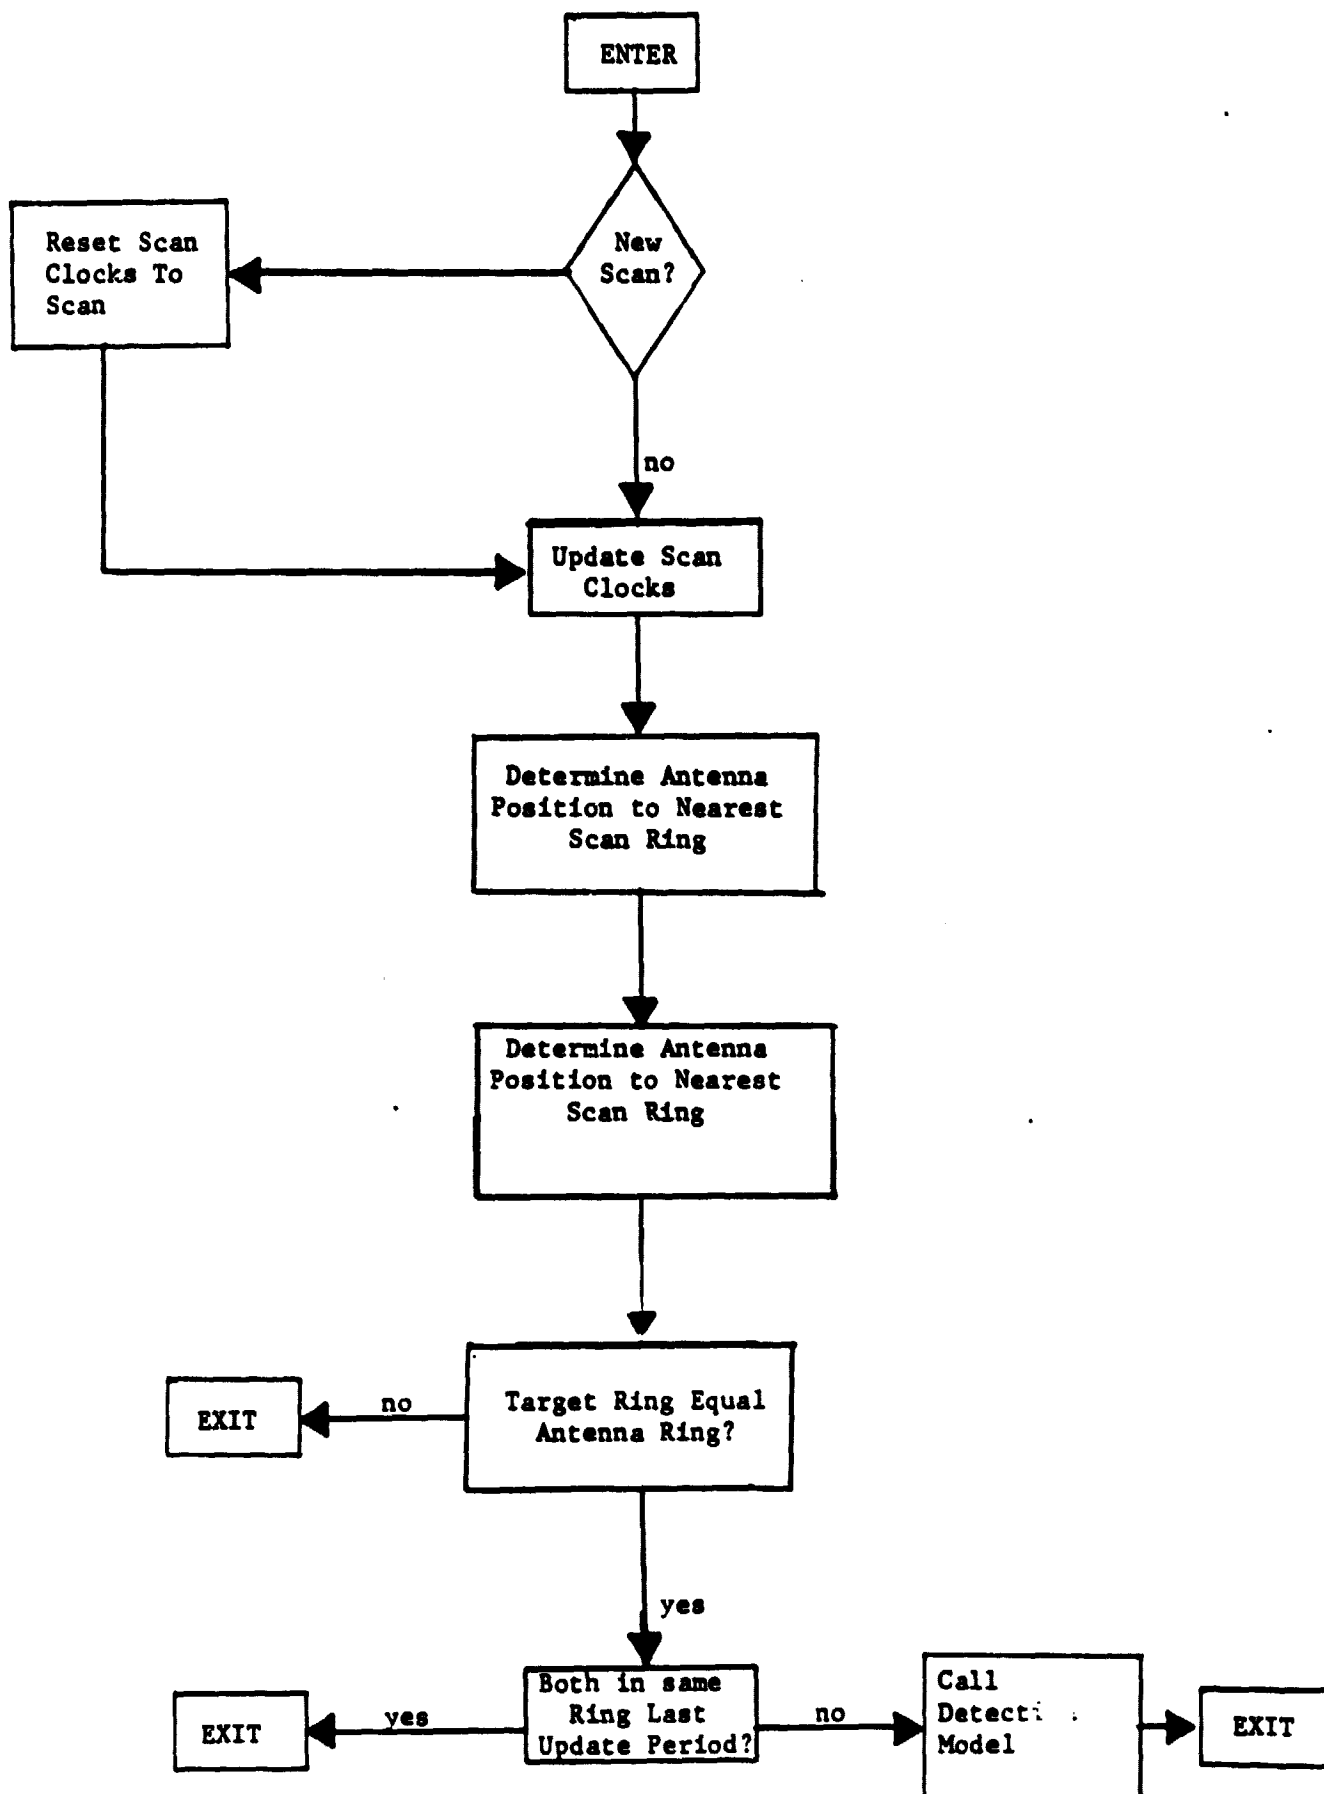 ENTER
New
Scan?
Reset Scan
Clocks To
Scan
no
Update Scan
Clocks
Determine Antenna
Position to Nearest
Scan Ring
Determine Antenna
Position to Nearest
Scan Ring
Target Ring Equal
Antenna Ring?
no
EXIT
yes
Both in same
Ring Last
Update Period?
yes
EXIT
no
Call
Model
EXIT